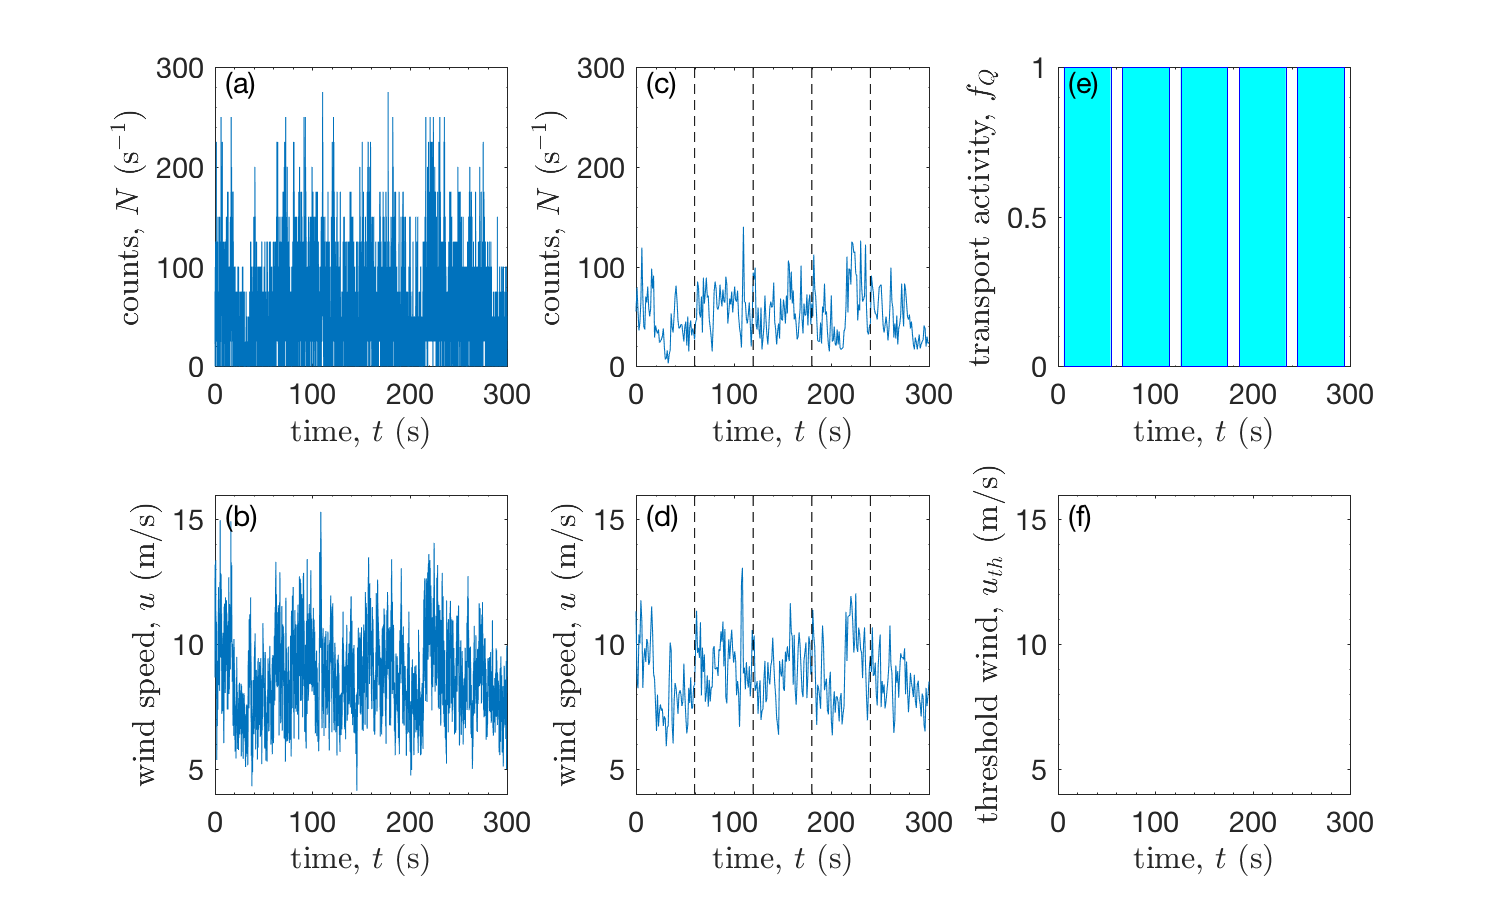 (a)
300
200
100
0
counts, N (s⁻¹)
0 100 200 300
time, t (s)
(c)
300
200
100
0
counts, N (s⁻¹)
0 100 200 300
time, t (s)
(e)
1
0.5
0
transport activity, f_Q
0 100 200 300
time, t (s)
(b)
15
10
5
wind speed, u (m/s)
0 100 200 300
time, t (s)
(d)
15
10
5
wind speed, u (m/s)
0 100 200 300
time, t (s)
(f)
15
10
5
threshold wind, u_th (m/s)
0 100 200 300
time, t (s)